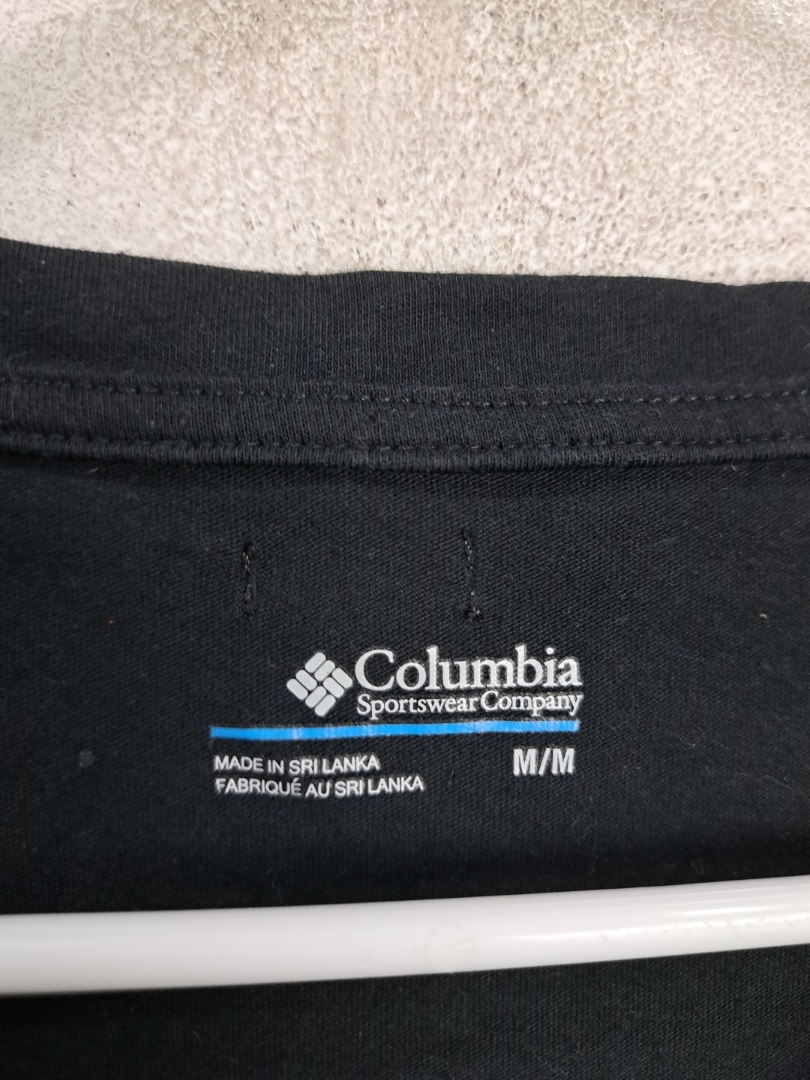 Columbia
Sportswear Company
MADE IN SRI LANKA
FABRIQUÉ AU SRI LANKA
M/M